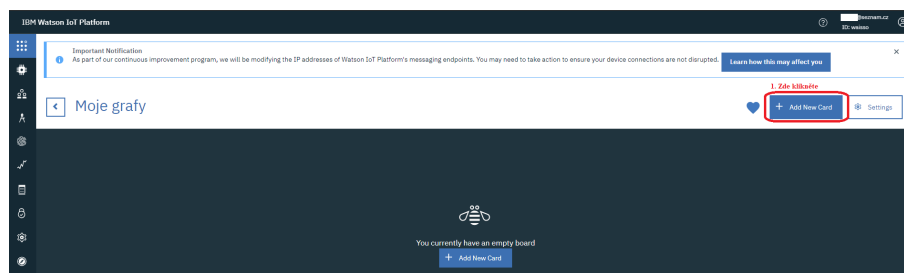 IBM Watson IoT Platform
@seznam.cz
ID: weisso
Important Notification
As part of our continuous improvement program, we will be modifying the IP addresses of Watson IoT Platform's messaging endpoints. You may need to take action to ensure your device connections are not disrupted.
Learn how this may affect you
1. Zde klikněte
Moje grafy
+ Add New Card
Settings
You currently have an empty board
+ Add New Card